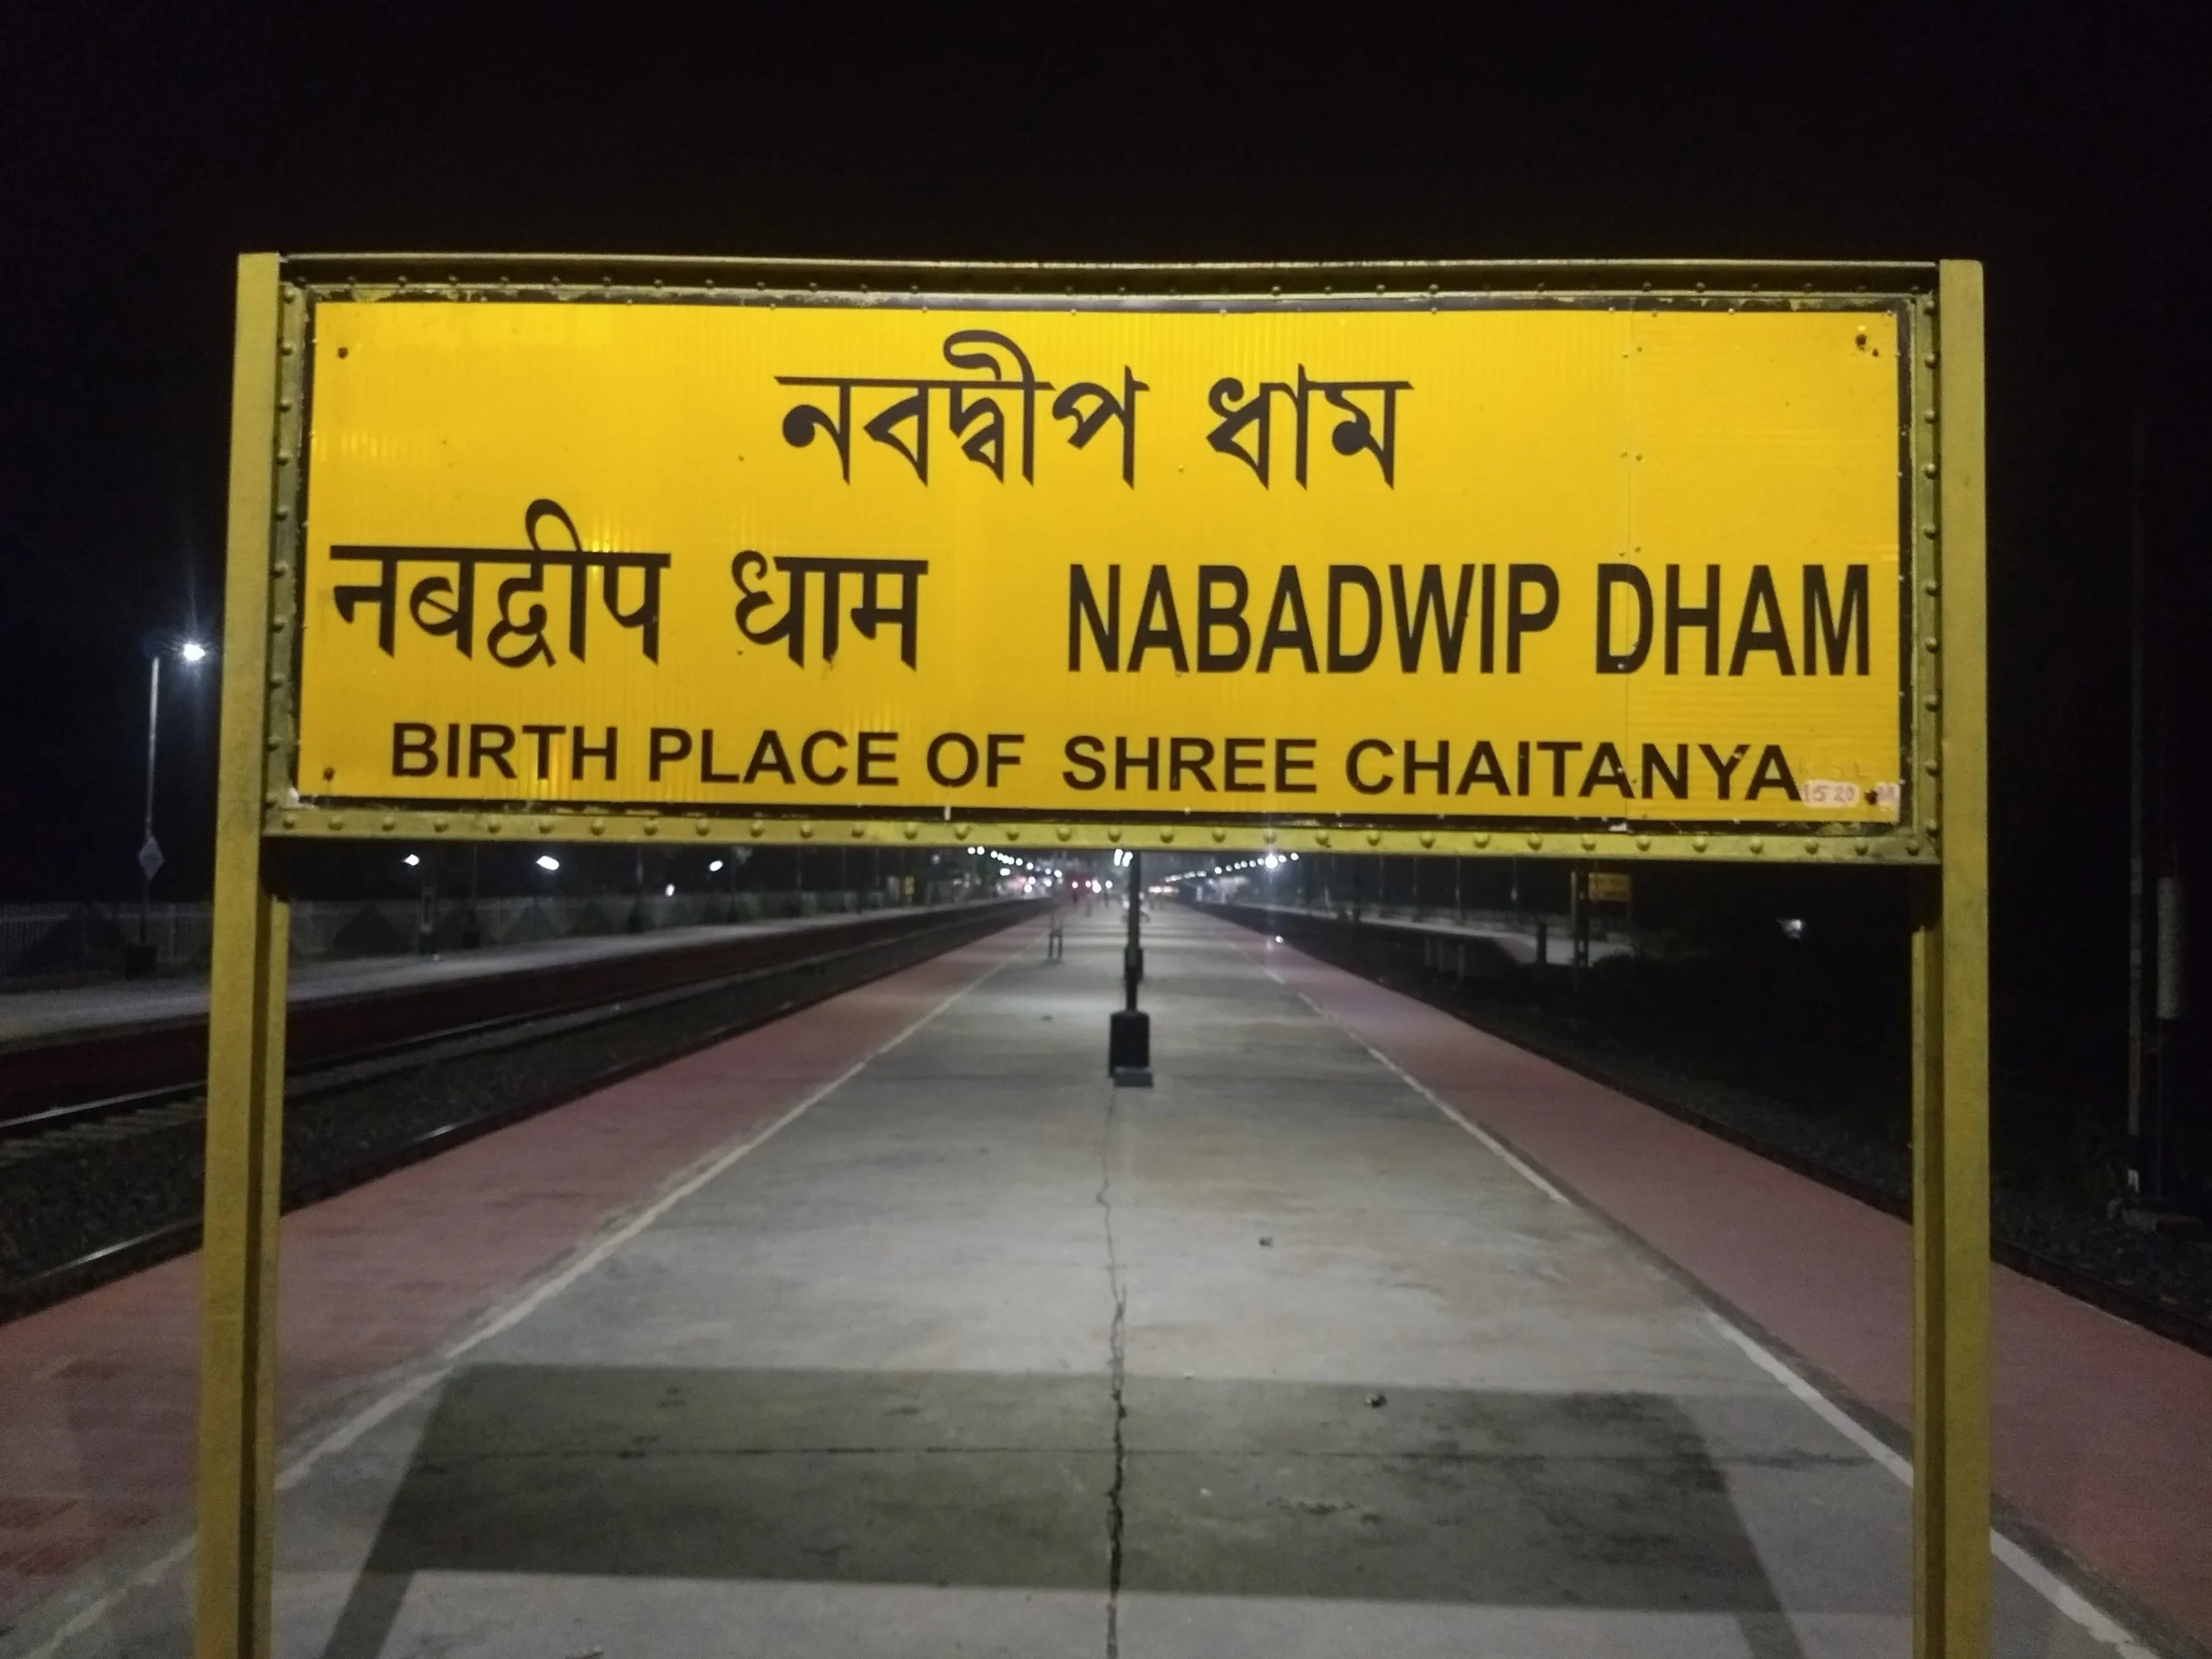 নবদ্বীপ ধাম
नबद्वीप धाम NABADWIP DHAM
BIRTH PLACE OF SHREE CHAITANYA